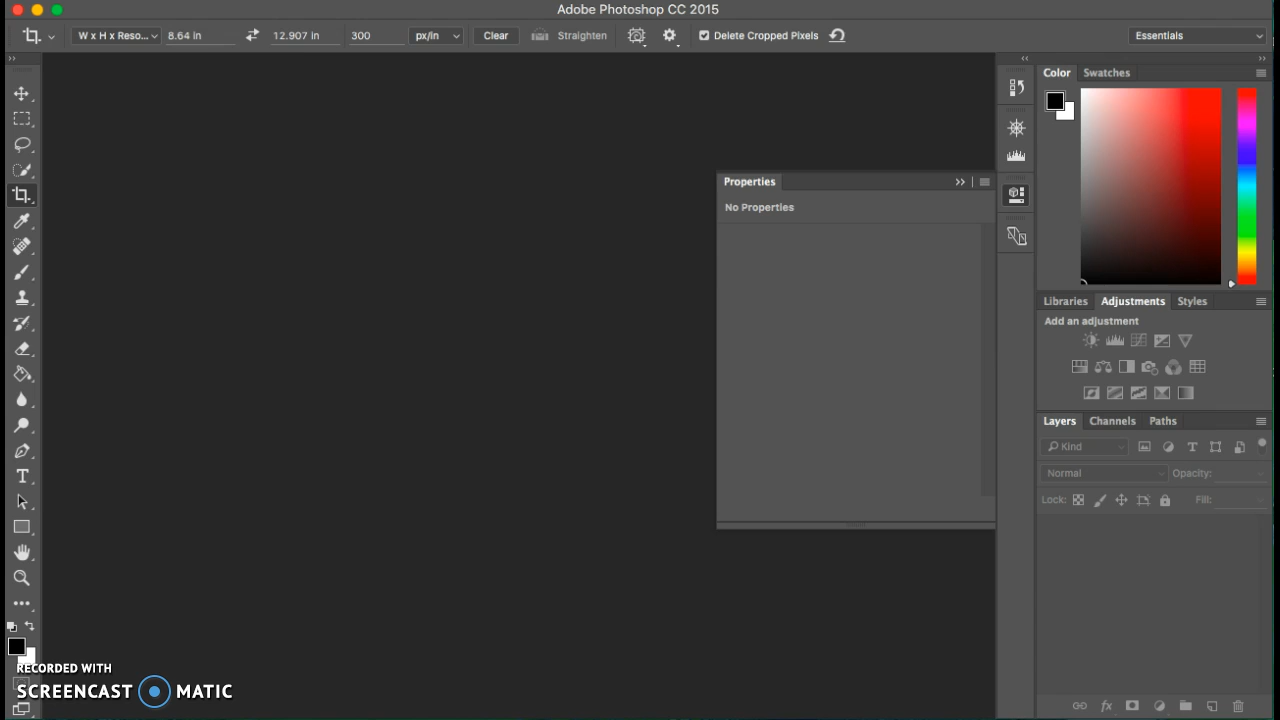 Adobe Photoshop CC 2015
W x H x Reso... 8.64 in 12.907 in 300 px/in Clear Straighten Delete Cropped Pixels Essentials
Color Swatches
Properties
No Properties
Libraries Adjustments Styles
Add an adjustment
Layers Channels Paths
Kind
Normal Opacity:
Lock: Fill:
RECORDED WITH
SCREENCAST MATIC